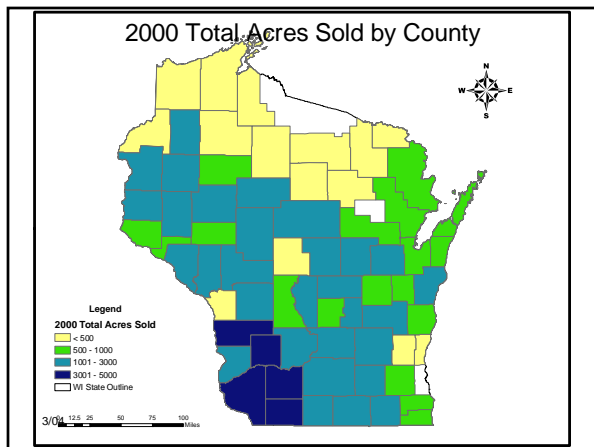 2000 Total Acres Sold by County
N
W E
S
Legend
2000 Total Acres Sold
< 500
500 - 1000
1001 - 3000
3001 - 5000
WI State Outline
3/04
0 12.5 25 50 75 100
Miles